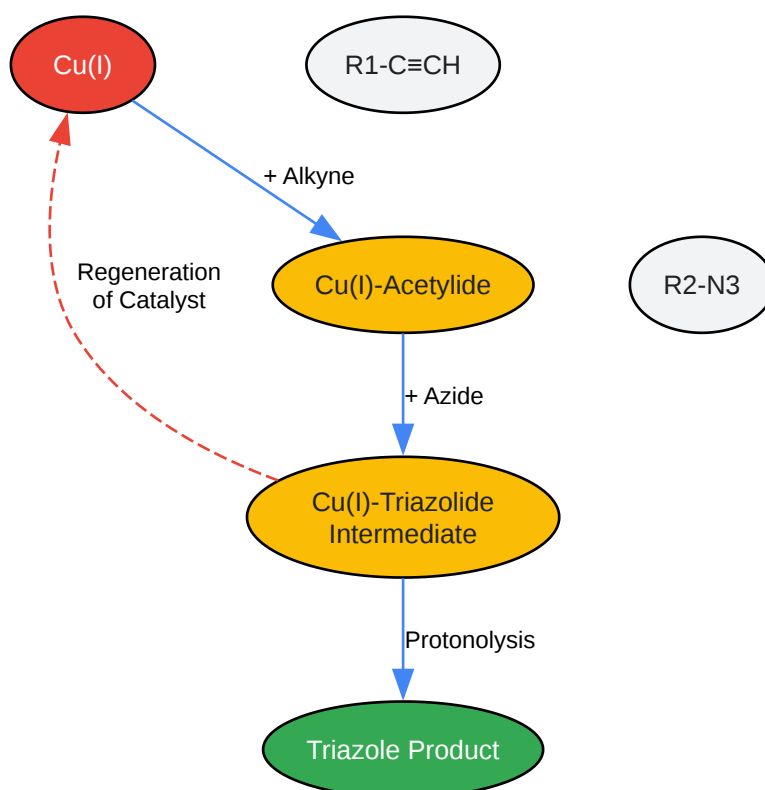 Cu(I)
R1-C≡CH
+ Alkyne
Regeneration
of Catalyst
Cu(I)-Acetylide
R2-N3
+ Azide
Cu(I)-Triazolide
Intermediate
Protonolysis
Triazole Product